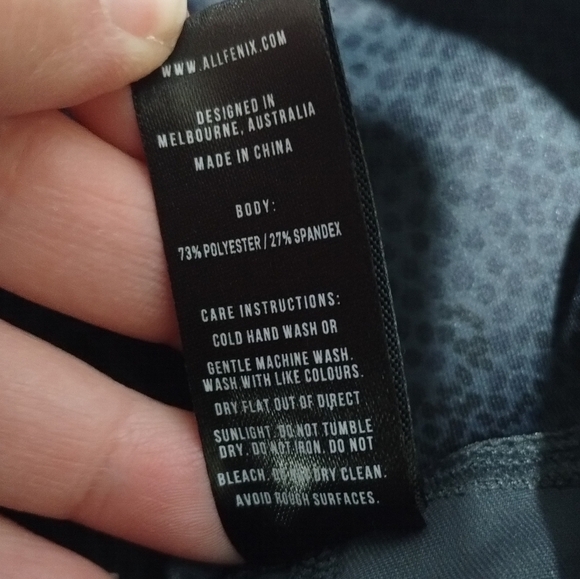 WWW.ALLFENIX.COM
DESIGNED IN
MELBOURNE, AUSTRALIA
MADE IN CHINA
BODY:
73% POLYESTER / 27% SPANDEX
CARE INSTRUCTIONS:
COLD HAND WASH OR
GENTLE MACHINE WASH.
WASH WITH LIKE COLOURS.
DRY FLAT OUT OF DIRECT
SUNLIGHT. DO NOT TUMBLE
DRY. DO NOT IRON. DO NOT
BLEACH. DRY CLEAN.
AVOID ROUGH SURFACES.